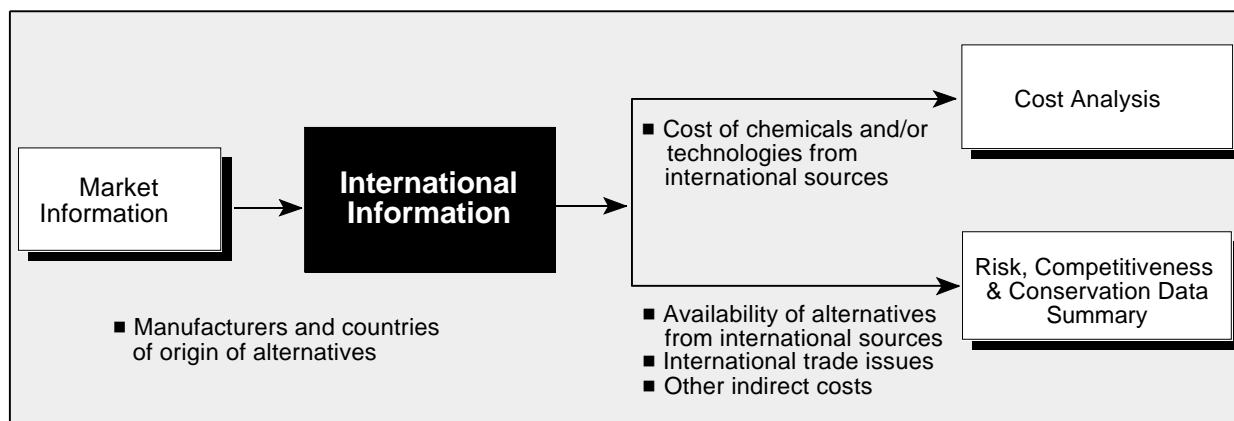 Market
Information
■ Manufacturers and countries
of origin of alternatives
International
Information
■ Cost of chemicals and/or
technologies from
international sources
■ Availability of alternatives
from international sources
■ International trade issues
■ Other indirect costs
Cost Analysis
Risk, Competitiveness
& Conservation Data
Summary